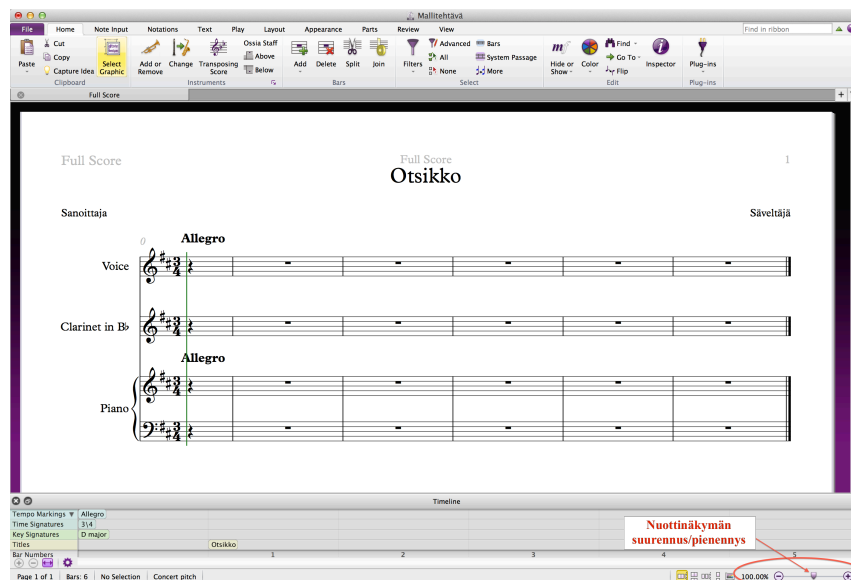 Mallitehtävä
File Home Note Input Notations Text Play Layout Appearance Parts Review View Find in ribbon
Paste Cut Copy Capture Idea Select Graphic
Add or Remove Change Transposing Score Ossia Staff Above Below
Add Delete Split Join
Filters Advanced All None Bars System Passage More
Hide or Show Color Find Go To Flip Inspector
Plug-ins
Clipboard Instruments Bars Select Edit Plug-ins
Full Score
Full Score Full Score 1
Otsikko
Sanoittaja Säveltäjä
0 Allegro
Voice
Clarinet in B♭
Allegro
Piano
Timeline
Tempo Markings Allegro
Time Signatures 3\4
Key Signatures D major
Titles Otsikko
Bar Numbers 1 2 3 4 5
Nuottinäkymän
suurennus/pienennys
Page 1 of 1 Bars: 6 No Selection Concert pitch 100.00%